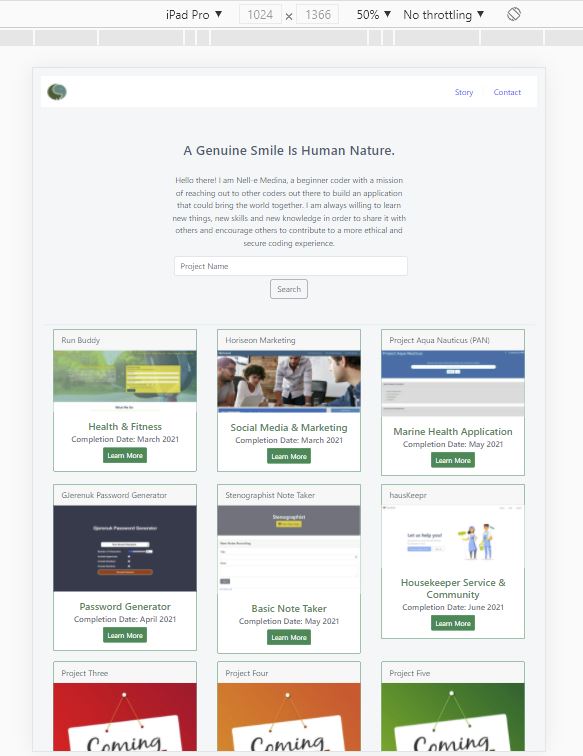 iPad Pro ▼ 1024 × 1366 50% ▼ No throttling ▼
Story Contact
A Genuine Smile Is Human Nature.
Hello there! I am Nell-e Medina, a beginner coder with a mission
of reaching out to other coders out there to build an application
that could bring the world together. I am always willing to learn
new things, new skills and new knowledge in order to share it with
others and encourage others to contribute to a more ethical and
secure coding experience.
Project Name
Search
Run Buddy
Health & Fitness
Completion Date: March 2021
Learn More
Horiseon Marketing
Social Media & Marketing
Completion Date: March 2021
Learn More
Project Aqua Nauticus (PAN)
Project Aqua Nauticus
Marine Health Application
Completion Date: May 2021
Learn More
GJerenuk Password Generator
GJerenuk Password Generator
Password Generator
Completion Date: April 2021
Learn More
Stenographist Note Taker
Stenographist
Basic Note Taker
Completion Date: May 2021
Learn More
hausKeepr
Let us help you!
Housekeeper Service &
Community
Completion Date: June 2021
Learn More
Project Three
Coming
Project Four
Coming
Project Five
Coming